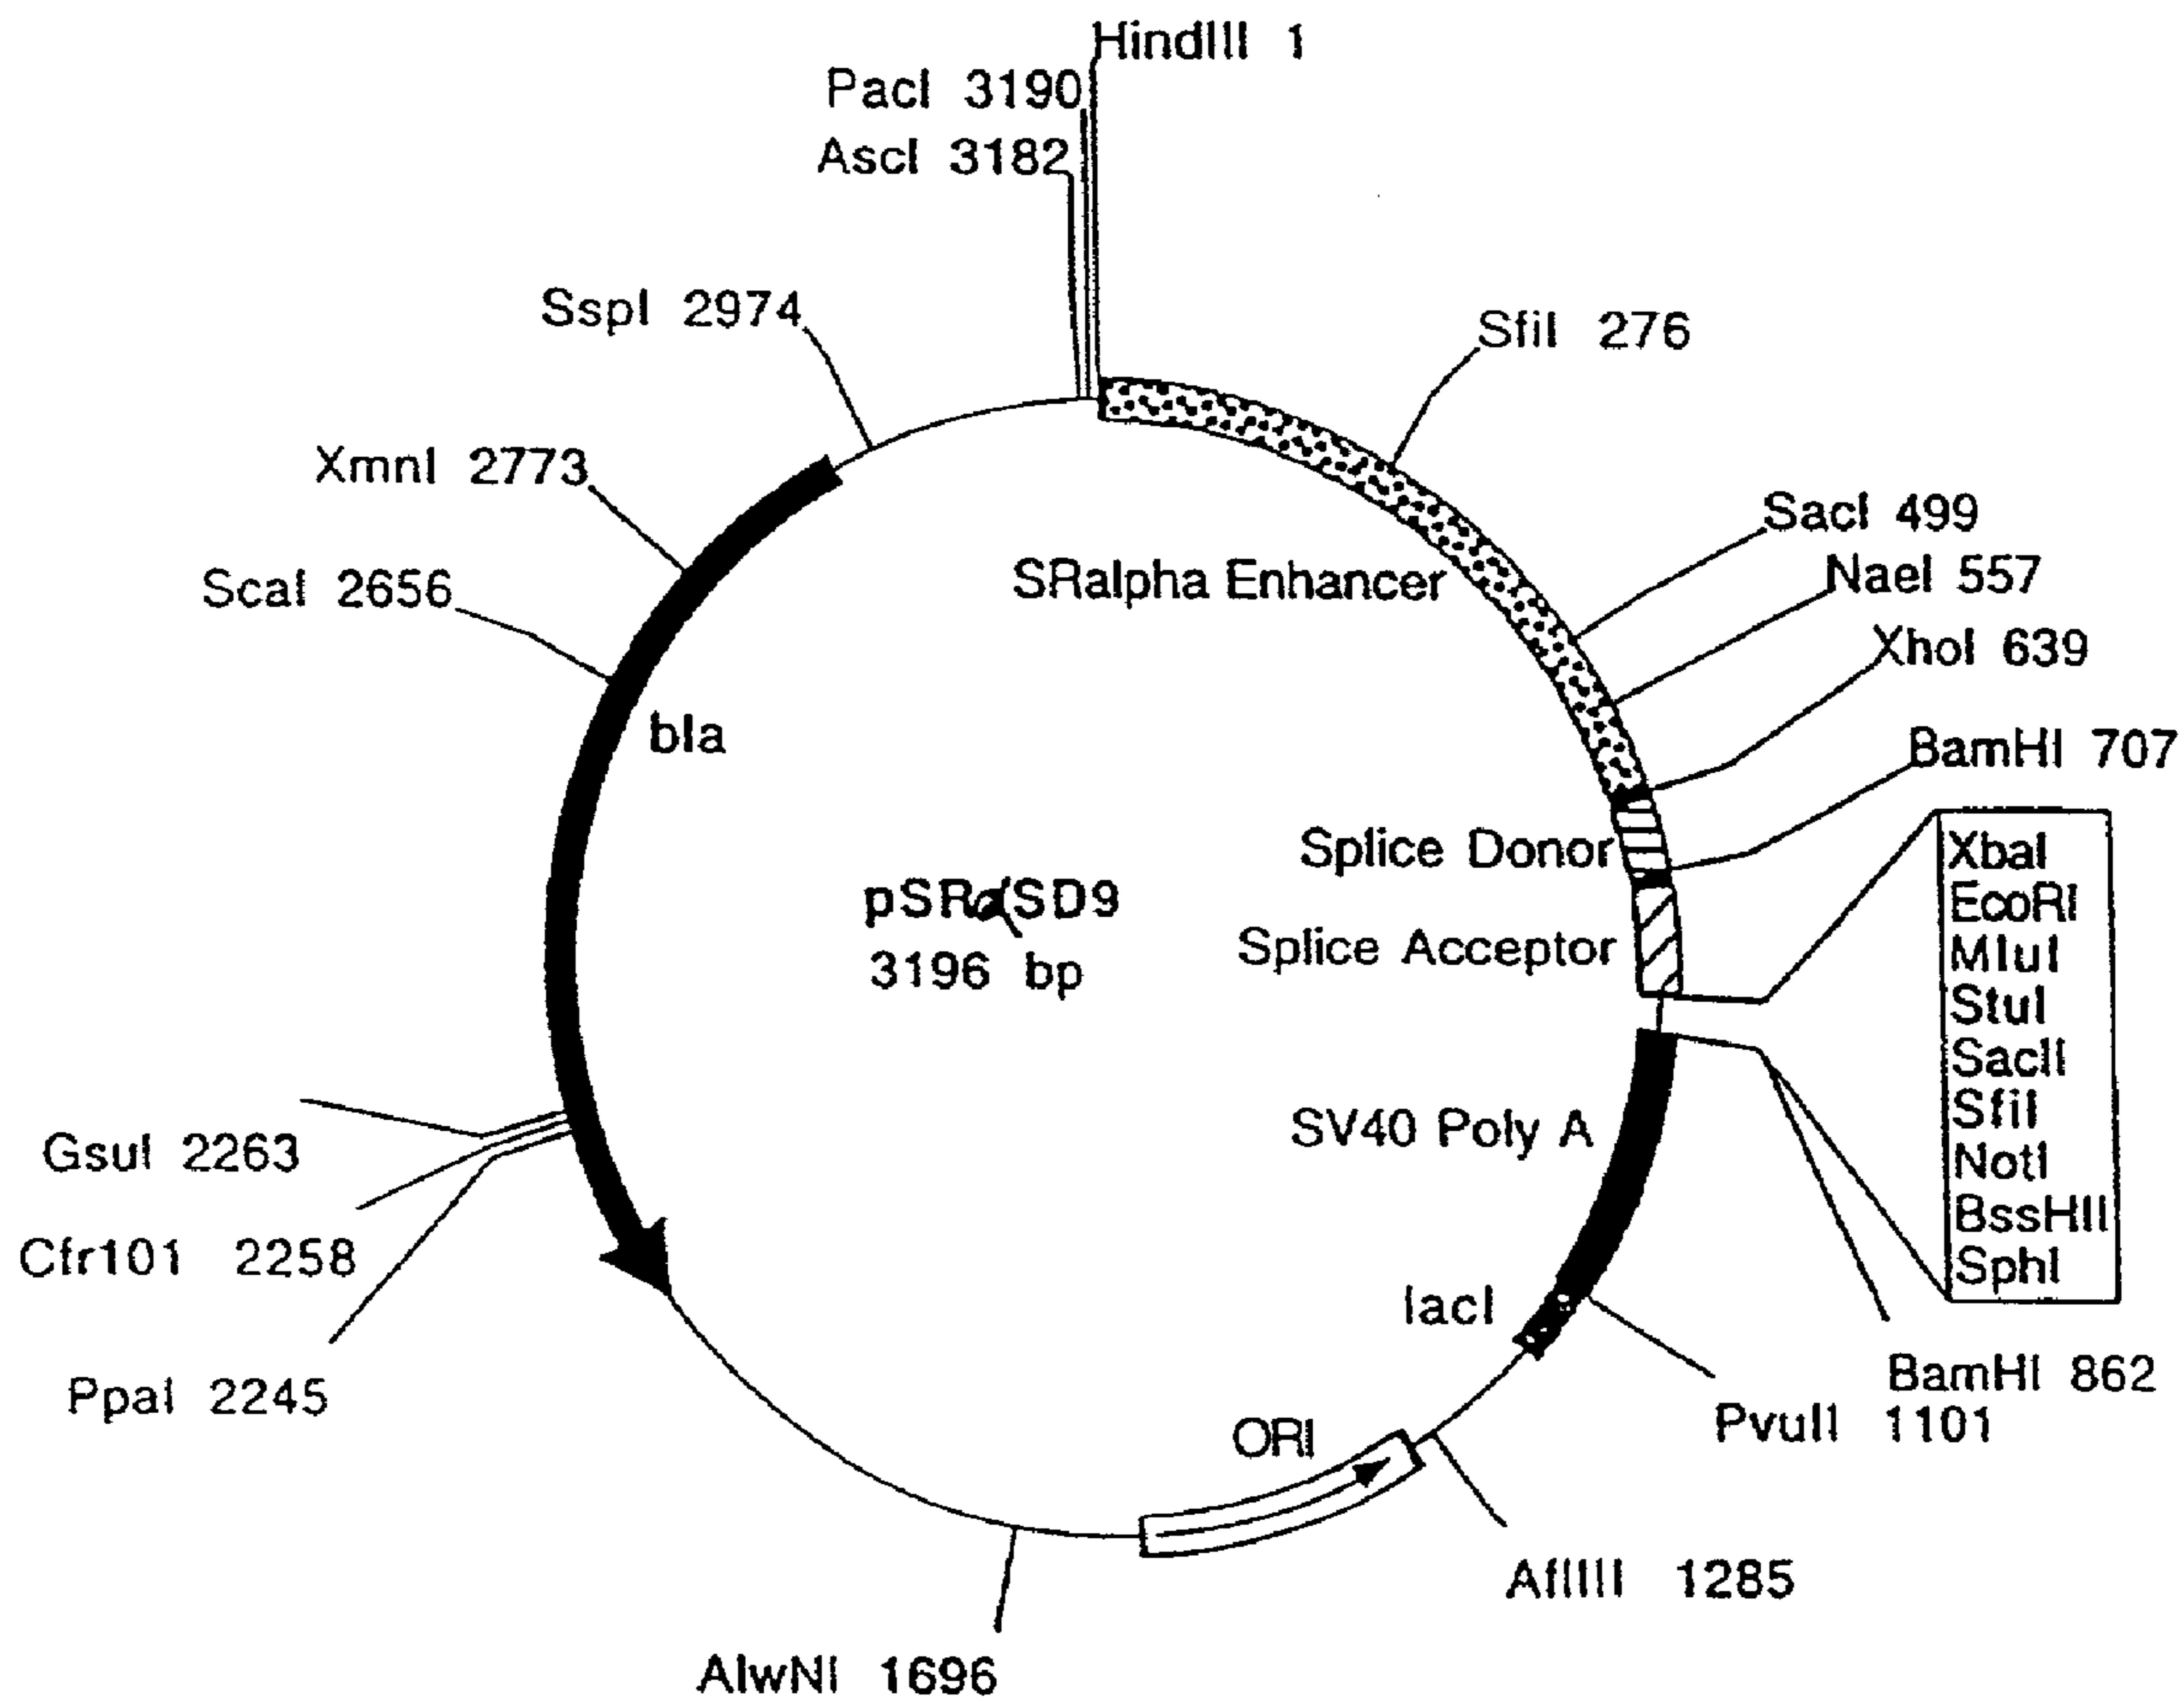 HindIII 1
PacI 3190
AscI 3182
SspI 2974
SfiI 276
XmnI 2773
SacI 499
ScaI 2656
SRalpha Enhancer
NaeI 557
XhoI 639
bla
BamHI 707
Splice Donor
XbaI
EcoRI
MluI
StuI
SacII
SfiI
NotI
BssHII
SphI
pSRαSD9
3196 bp
Splice Acceptor
SV40 Poly A
GsuI 2263
Cfr101 2258
PpaI 2245
lacI
BamHI 862
PvuII 1101
ORI
AflIII 1285
AlwNI 1696